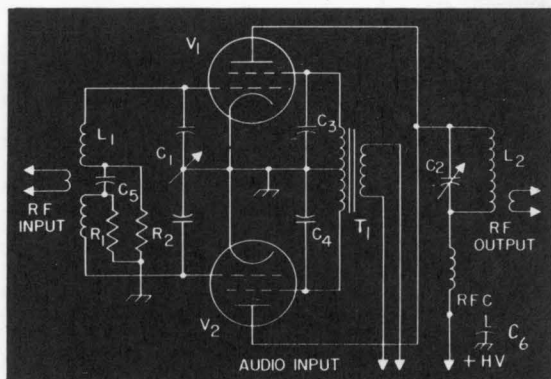 V1
L1
C1
C3
C5
R1
R2
RF
INPUT
T1
C4
V2
C2
L2
RF
OUTPUT
RFC
C6
+HV
AUDIO INPUT